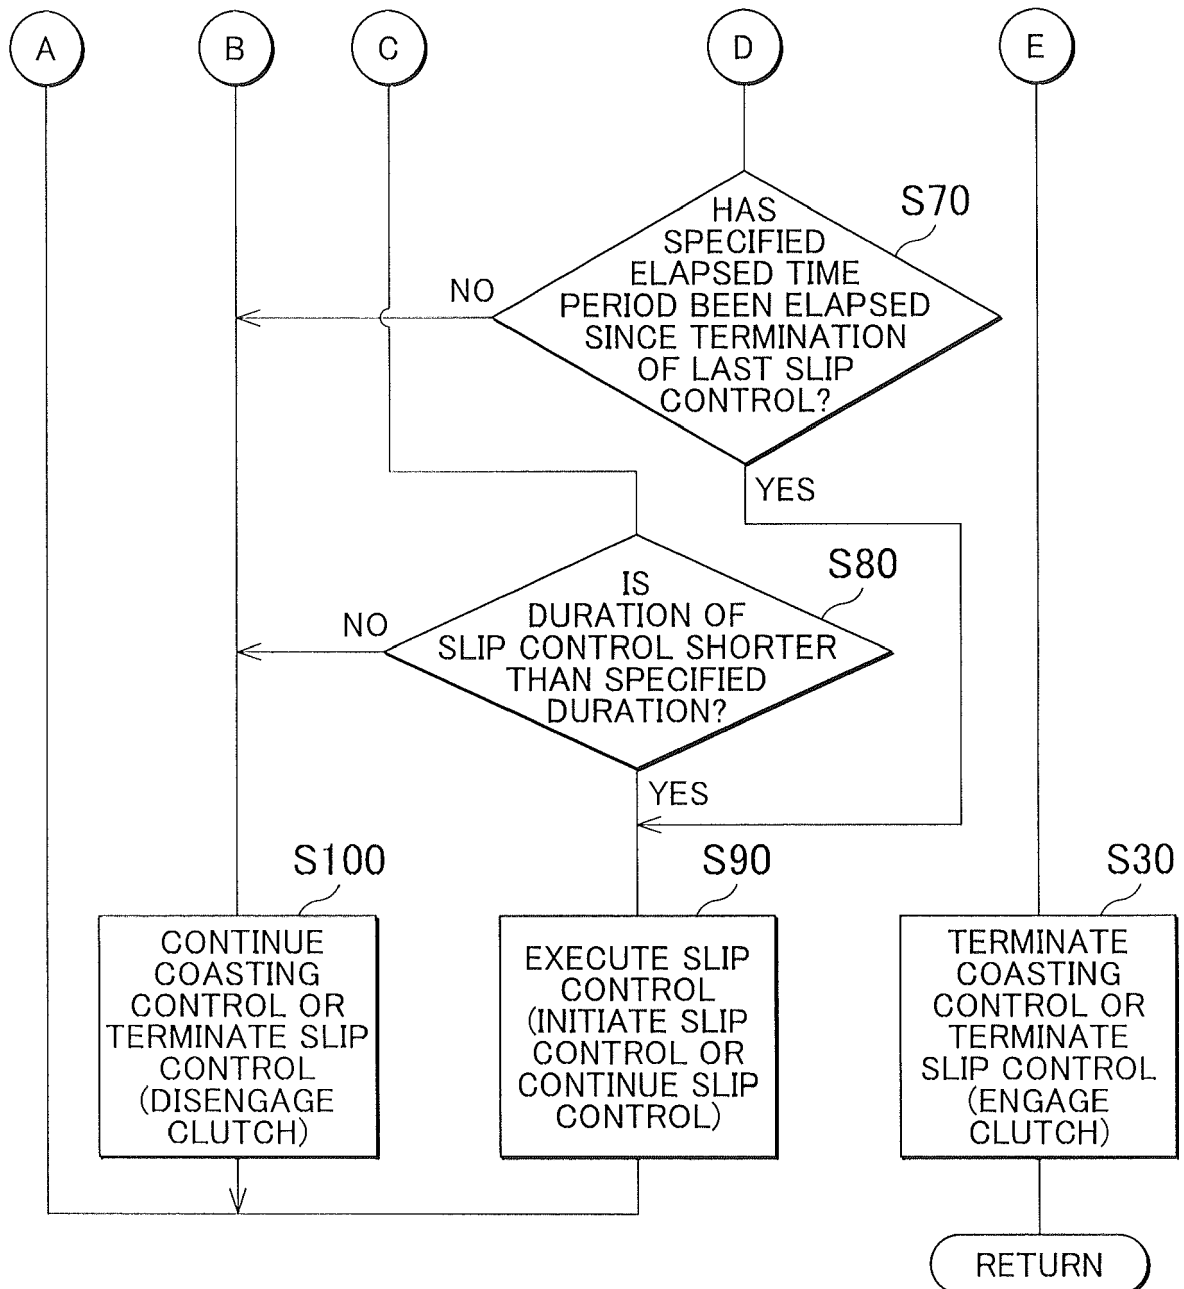 A
B
C
D
E
S70
HAS
SPECIFIED
ELAPSED TIME
PERIOD BEEN ELAPSED
SINCE TERMINATION
OF LAST SLIP
CONTROL?
NO
YES
S80
IS
DURATION OF
SLIP CONTROL SHORTER
THAN SPECIFIED
DURATION?
NO
YES
S100
CONTINUE
COASTING
CONTROL OR
TERMINATE SLIP
CONTROL
(DISENGAGE
CLUTCH)
S90
EXECUTE SLIP
CONTROL
(INITIATE SLIP
CONTROL OR
CONTINUE SLIP
CONTROL)
S30
TERMINATE
COASTING
CONTROL OR
TERMINATE
SLIP CONTROL
(ENGAGE
CLUTCH)
RETURN